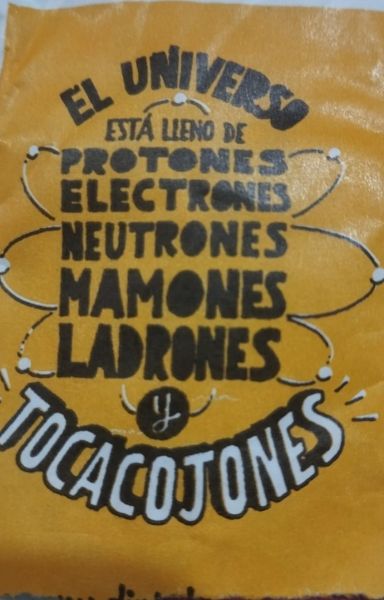 EL UNIVERSO
ESTÁ LLENO DE
PROTONES
ELECTRONES
NEUTRONES
MAMONES
LADRONES
Y
TOCACOJONES